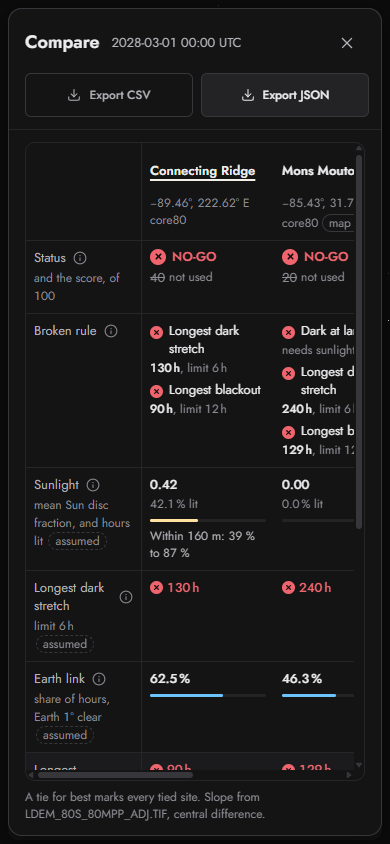 Compare 2028-03-01 00:00 UTC
Export CSV
Export JSON
Connecting Ridge
Mons Mouto
−89.46°, 222.62° E
core80
−85.43°, 31.7
core80 map
Status
and the score, of
100
NO-GO
40 not used
NO-GO
20 not used
Broken rule
Longest dark
stretch
130 h, limit 6 h
Longest blackout
90 h, limit 12 h
Dark at lan
needs sunlight
Longest d
stretch
240 h, limit 6 h
Longest b
129 h, limit 12
Sunlight
mean Sun disc
fraction, and hours
lit assumed
0.42
42.1 % lit
Within 160 m: 39 %
to 87 %
0.00
0.0 % lit
Longest dark
stretch
limit 6 h
assumed
130 h
240 h
Earth link
share of hours,
Earth 1° clear
assumed
62.5 %
46.3 %
Longest
90 h
129 h
A tie for best marks every tied site. Slope from
LDEM_80S_80MPP_ADJ.TIF, central difference.